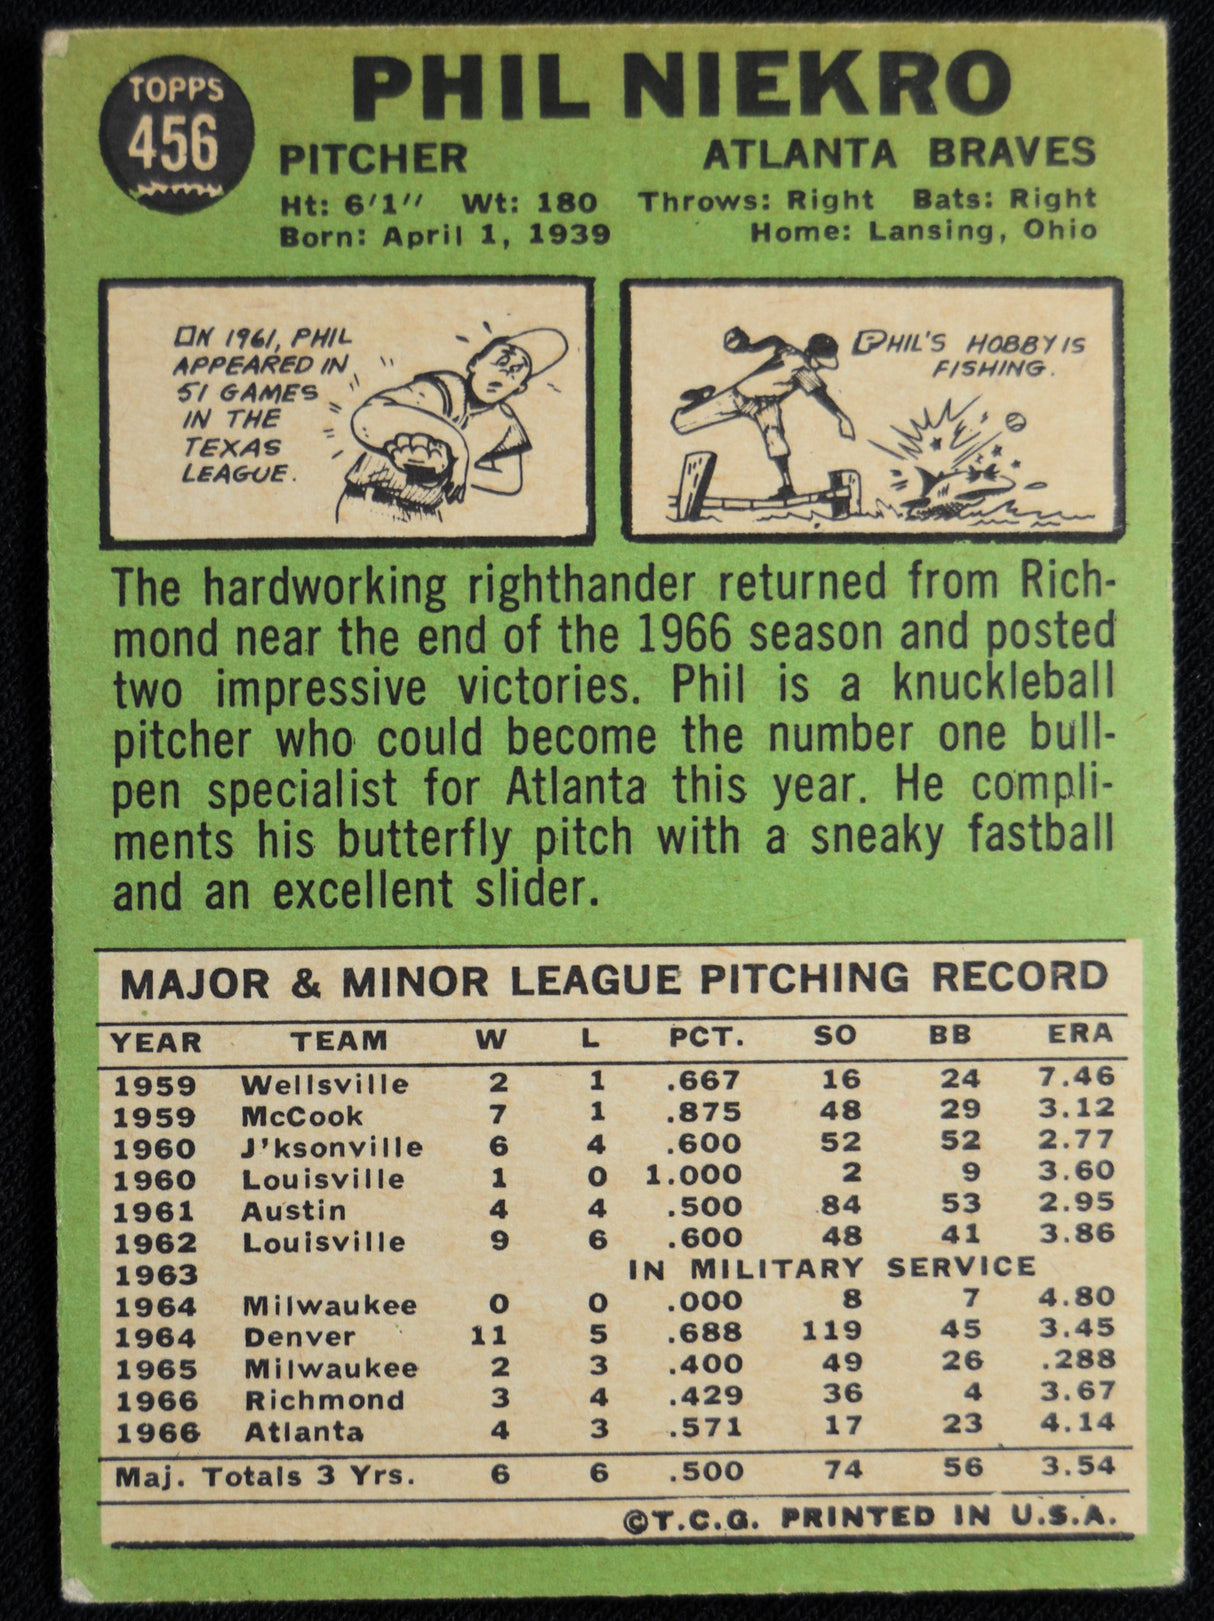 TOPPS
456
PHIL NIEKRO
PITCHER ATLANTA BRAVES
Ht: 6'1'' Wt: 180 Throws: Right Bats: Right
Born: April 1, 1939 Home: Lansing, Ohio
IN 1961, PHIL
APPEARED IN
51 GAMES
IN THE
TEXAS
LEAGUE.
PHIL'S HOBBY IS
FISHING.
The hardworking righthander returned from Rich-
mond near the end of the 1966 season and posted
two impressive victories. Phil is a knuckleball
pitcher who could become the number one bull-
pen specialist for Atlanta this year. He compli-
ments his butterfly pitch with a sneaky fastball
and an excellent slider.
MAJOR & MINOR LEAGUE PITCHING RECORD
YEAR TEAM W L PCT. SO BB ERA
1959 Wellsville 2 1 .667 16 24 7.46
1959 McCook 7 1 .875 48 29 3.12
1960 J'ksonville 6 4 .600 52 52 2.77
1960 Louisville 1 0 1.000 2 9 3.60
1961 Austin 4 4 .500 84 53 2.95
1962 Louisville 9 6 .600 48 41 3.86
1963 IN MILITARY SERVICE
1964 Milwaukee 0 0 .000 8 7 4.80
1964 Denver 11 5 .688 119 45 3.45
1965 Milwaukee 2 3 .400 49 26 .288
1966 Richmond 3 4 .429 36 4 3.67
1966 Atlanta 4 3 .571 17 23 4.14
Maj. Totals 3 Yrs. 6 6 .500 74 56 3.54
©T.C.G. PRINTED IN U.S.A.